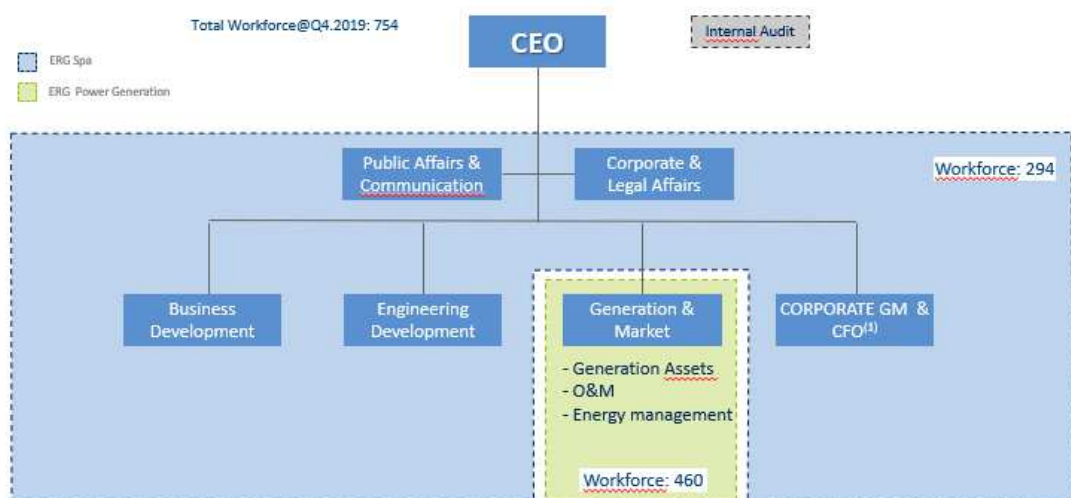 Total Workforce@Q4.2019: 754
CEO
Internal Audit
ERG Spa
ERG Power Generation
Public Affairs &
Communication
Corporate &
Legal Affairs
Workforce: 294
Business
Development
Engineering
Development
Generation &
Market
CORPORATE GM &
CFO(1)
- Generation Assets
- O&M
- Energy management
Workforce: 460